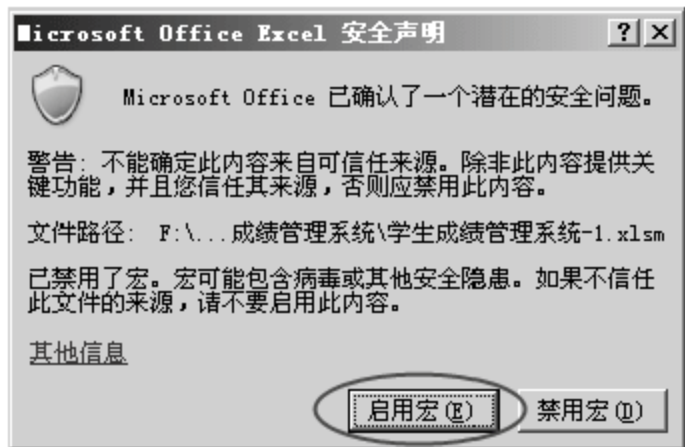 Microsoft Office Excel 安全声明
Microsoft Office 已确认了一个潜在的安全问题。
警告: 不能确定此内容来自可信任来源。除非此内容提供关
键功能，并且您信任其来源，否则应禁用此内容。
文件路径: F:\...成绩管理系统\学生成绩管理系统-1.xlsm
已禁用了宏。宏可能包含病毒或其他安全隐患。如果不信任
此文件的来源，请不要启用此内容。
其他信息
启用宏(E) 禁用宏(D)